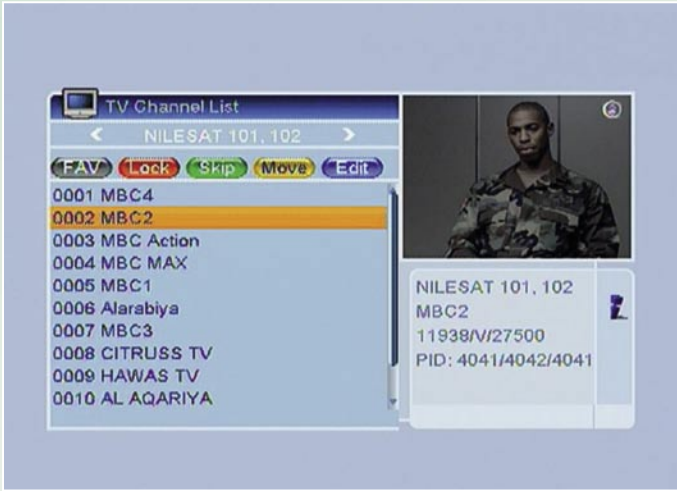 TV Channel List
NILESAT 101, 102
FAV Lock Skip Move Edit
0001 MBC4
0002 MBC2
0003 MBC Action
0004 MBC MAX
0005 MBC1
0006 Alarabiya
0007 MBC3
0008 CITRUSS TV
0009 HAWAS TV
0010 AL AQARIYA
2
NILESAT 101, 102
MBC2
11938/V/27500
PID: 4041/4042/4041